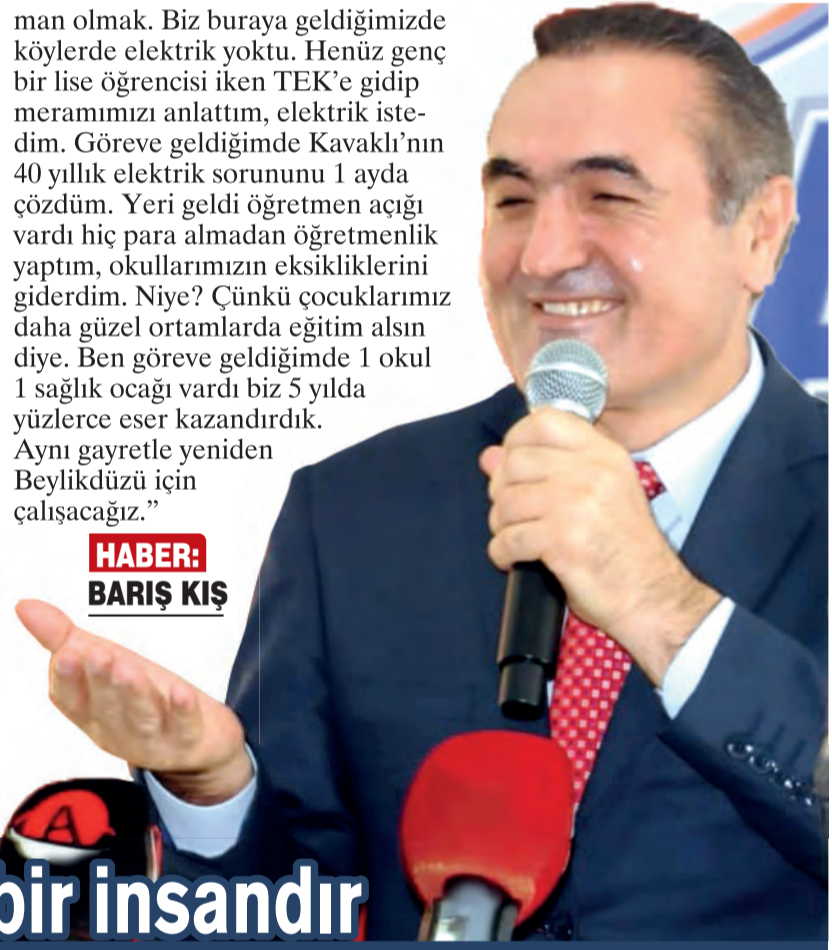 man olmak. Biz buraya geldiğimizde
köylerde elektrik yoktu. Henüz genç
bir lise öğrencisi iken TEK’e gidip
meramımızı anlattım, elektrik iste-
dim. Göreve geldiğimde Kavaklı’nın
40 yıllık elektrik sorununu 1 ayda
çözdüm. Yeri geldi öğretmen açığı
vardı hiç para almadan öğretmenlik
yaptım, okullarımızın eksikliklerini
giderdim. Niye? Çünkü çocuklarımız
daha güzel ortamlarda eğitim alsın
diye. Ben göreve geldiğimde 1 okul
1 sağlık ocağı vardı biz 5 yılda
yüzlerce eser kazandırdık.
Aynı gayretle yeniden
Beylikdüzü için
çalışacağız.”
HABER:
BARIŞ KIŞ
A
bir insandır